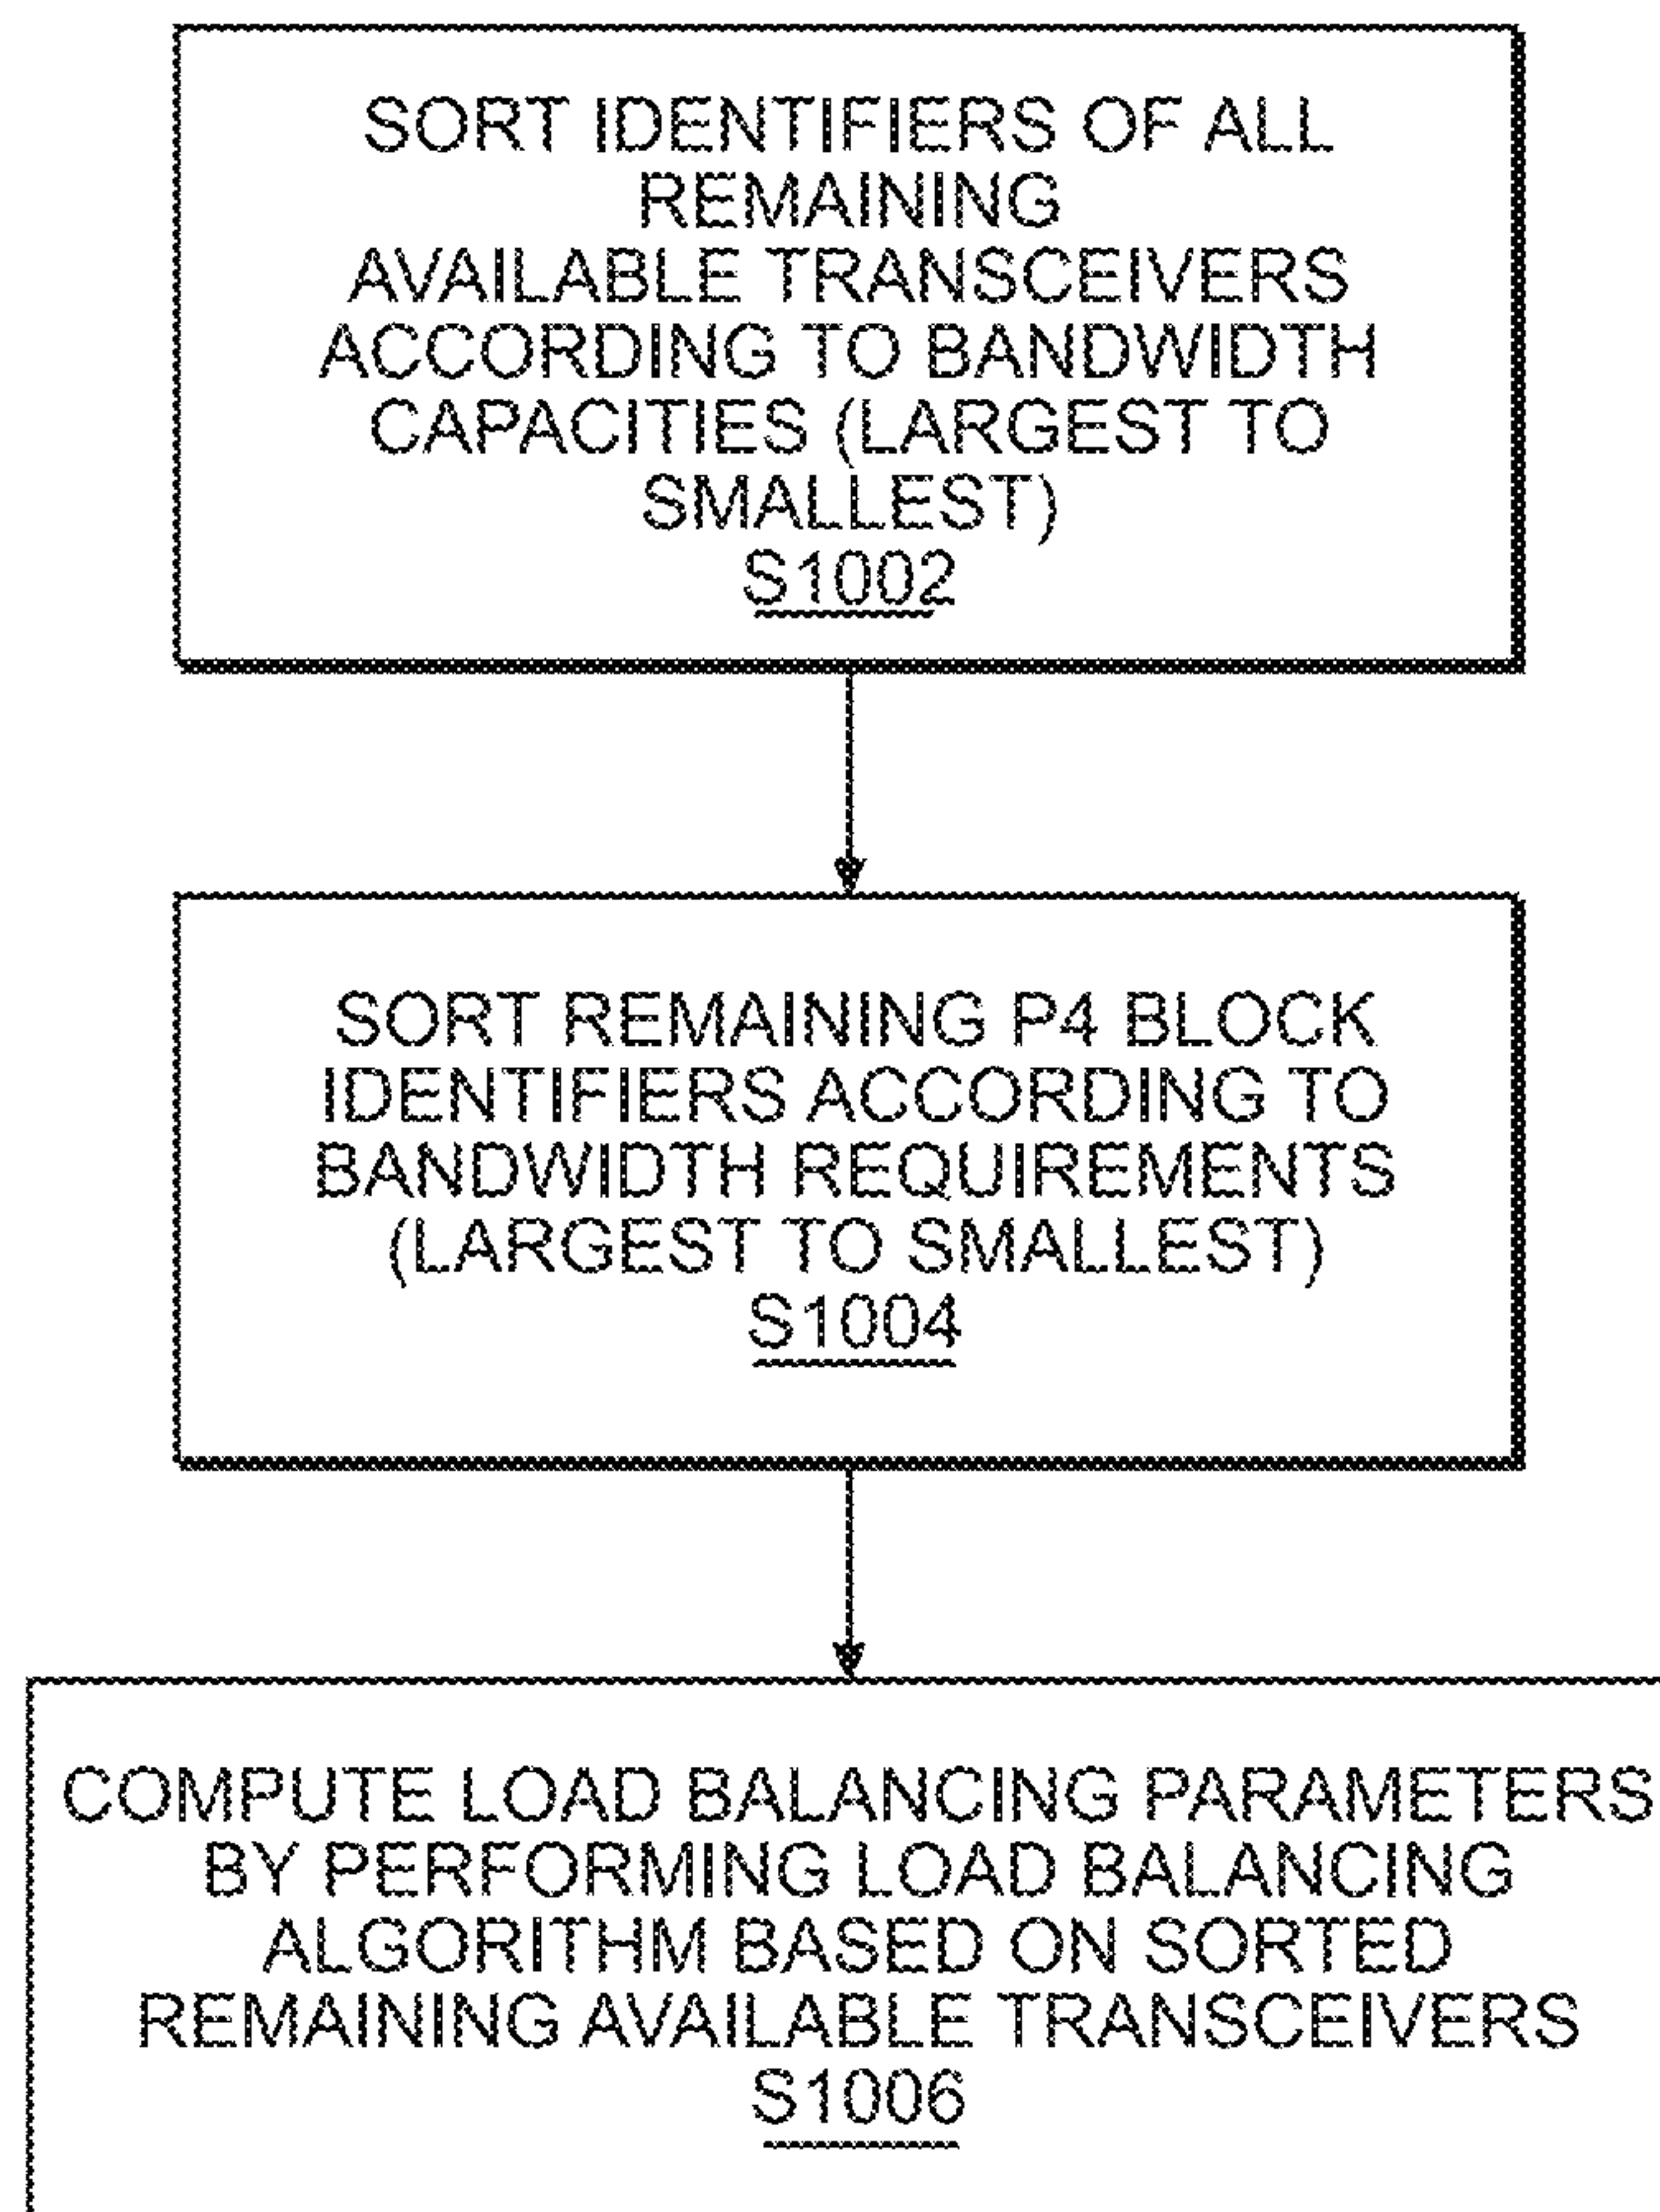 SORT IDENTIFIERS OF ALL
REMAINING
AVAILABLE TRANSCEIVERS
ACCORDING TO BANDWIDTH
CAPACITIES (LARGEST TO
SMALLEST)
S1002
SORT REMAINING P4 BLOCK
IDENTIFIERS ACCORDING TO
BANDWIDTH REQUIREMENTS
(LARGEST TO SMALLEST)
S1004
COMPUTE LOAD BALANCING PARAMETERS
BY PERFORMING LOAD BALANCING
ALGORITHM BASED ON SORTED
REMAINING AVAILABLE TRANSCEIVERS
S1006